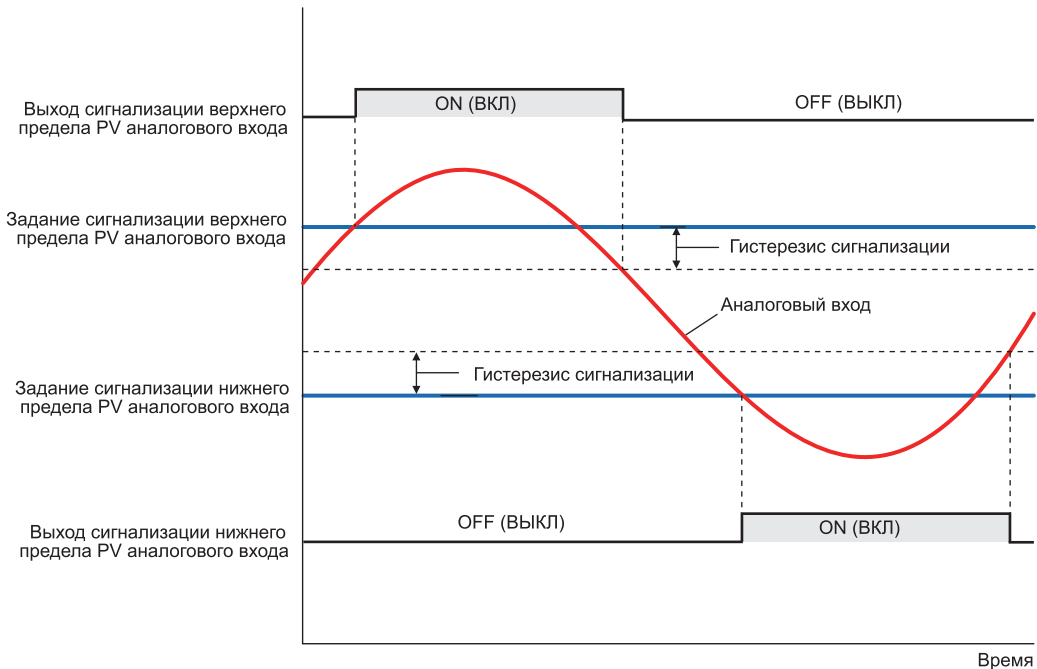 Выход сигнализации верхнего
предела PV аналогового входа
ON (ВКЛ)
OFF (ВЫКЛ)
Задание сигнализации верхнего
предела PV аналогового входа
Гистерезис сигнализации
Аналоговый вход
Задание сигнализации нижнего
предела PV аналогового входа
Гистерезис сигнализации
Выход сигнализации нижнего
предела PV аналогового входа
OFF (ВЫКЛ)
ON (ВКЛ)
Время